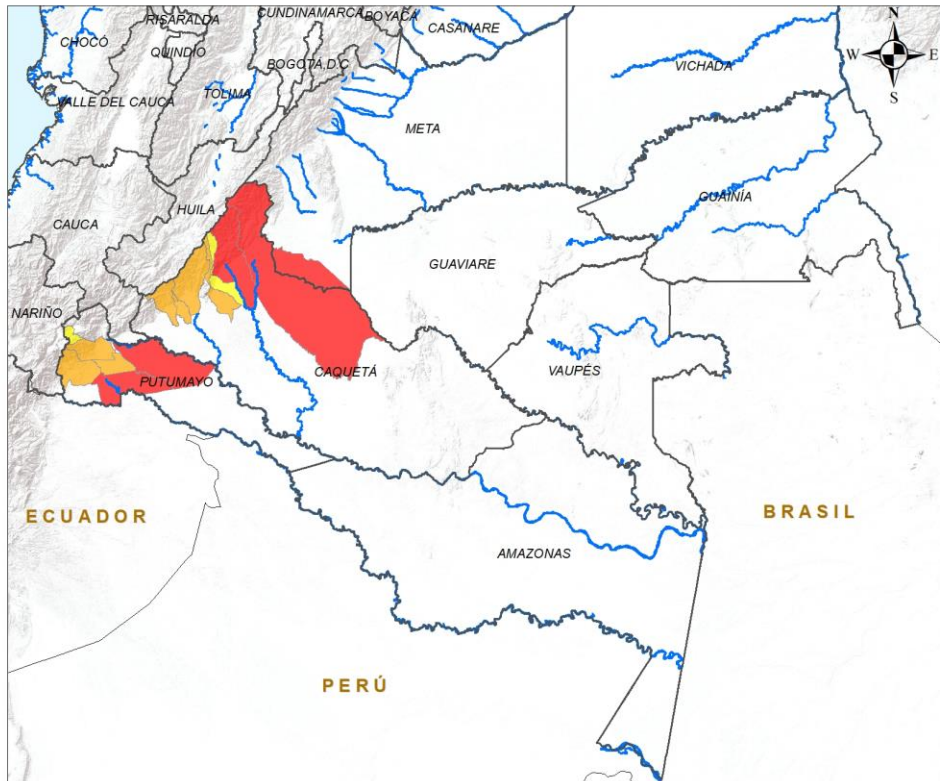 CUNDINAMARCA
BOYACÁ
RISARALDA
CASANARE
N
CHOCÓ
QUINDIO
BOGOTÁ,D.C
W
E
VICHADA
S
TOLIMA
VALLE DEL CAUCA
META
HUILA
GUAINÍA
CAUCA
GUAVIARE
NARIÑO
CAQUETÁ
VAUPÉS
PUTUMAYO
ECUADOR
BRASIL
AMAZONAS
PERÚ